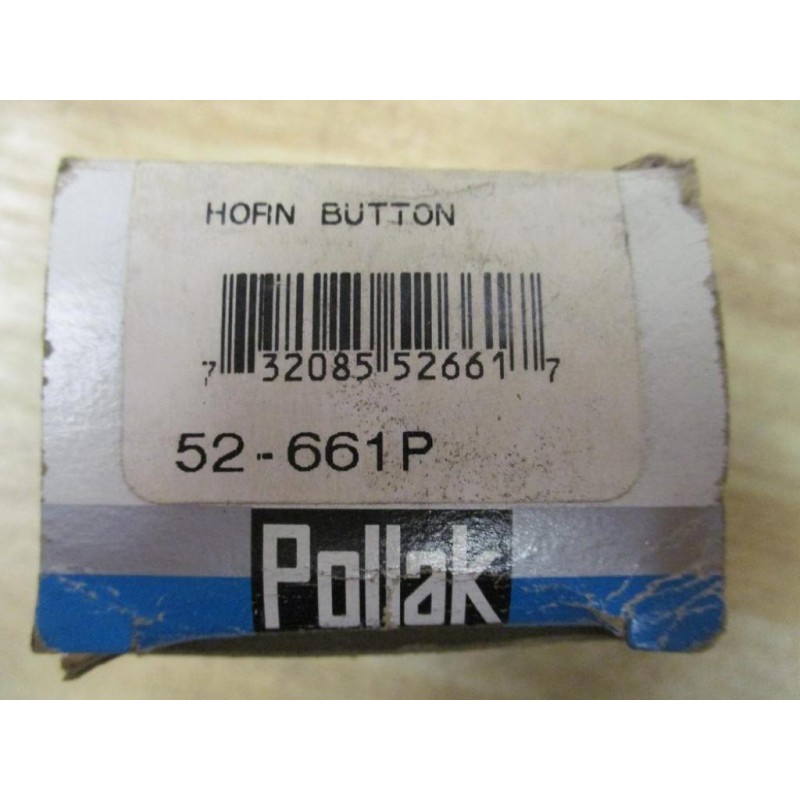 HORN BUTTON
7 32085 52661 7
52-661P
Pollak